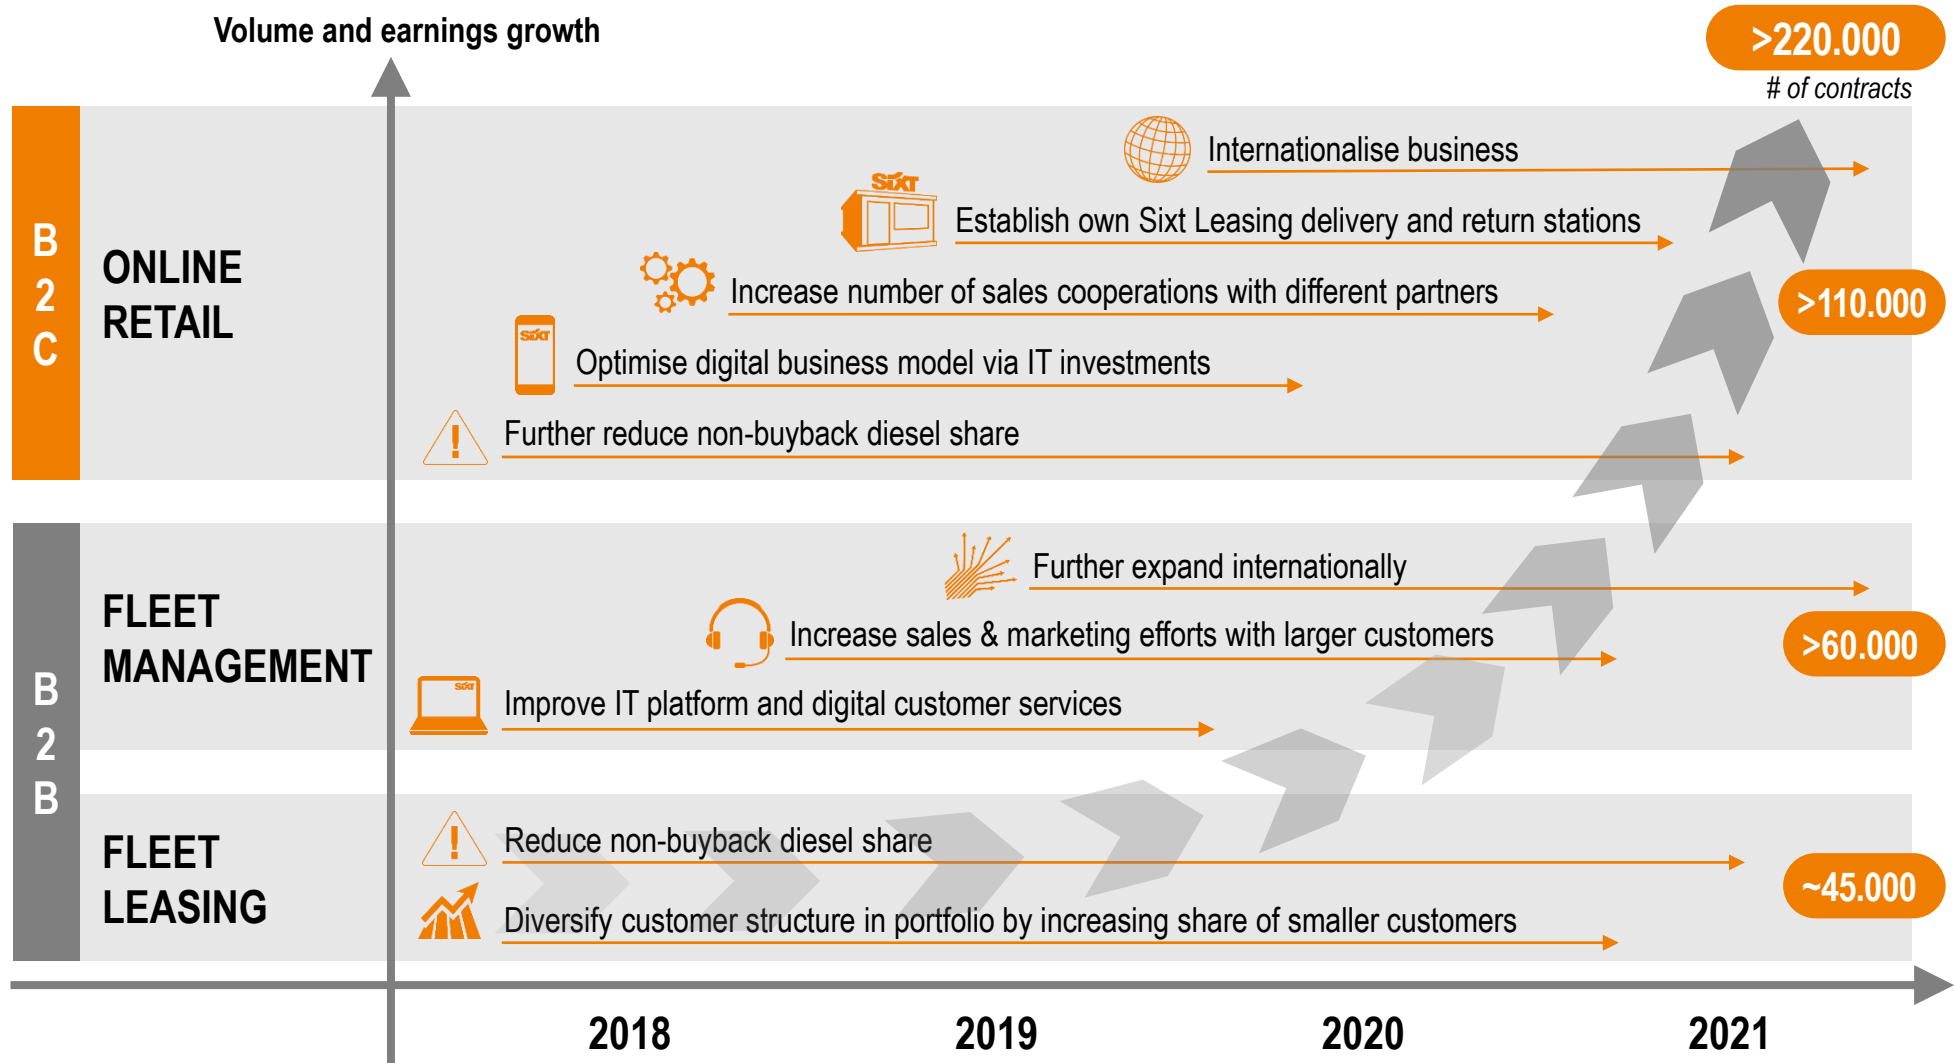 Volume and earnings growth
>220.000
# of contracts
B
2
C
ONLINE
RETAIL
Internationalise business
SIXT
Establish own Sixt Leasing delivery and return stations
Increase number of sales cooperations with different partners
>110.000
SIXT
Optimise digital business model via IT investments
Further reduce non-buyback diesel share
B
2
B
FLEET
MANAGEMENT
Further expand internationally
Increase sales & marketing efforts with larger customers
>60.000
SIXT
Improve IT platform and digital customer services
FLEET
LEASING
Reduce non-buyback diesel share
~45.000
Diversify customer structure in portfolio by increasing share of smaller customers
2018 2019 2020 2021